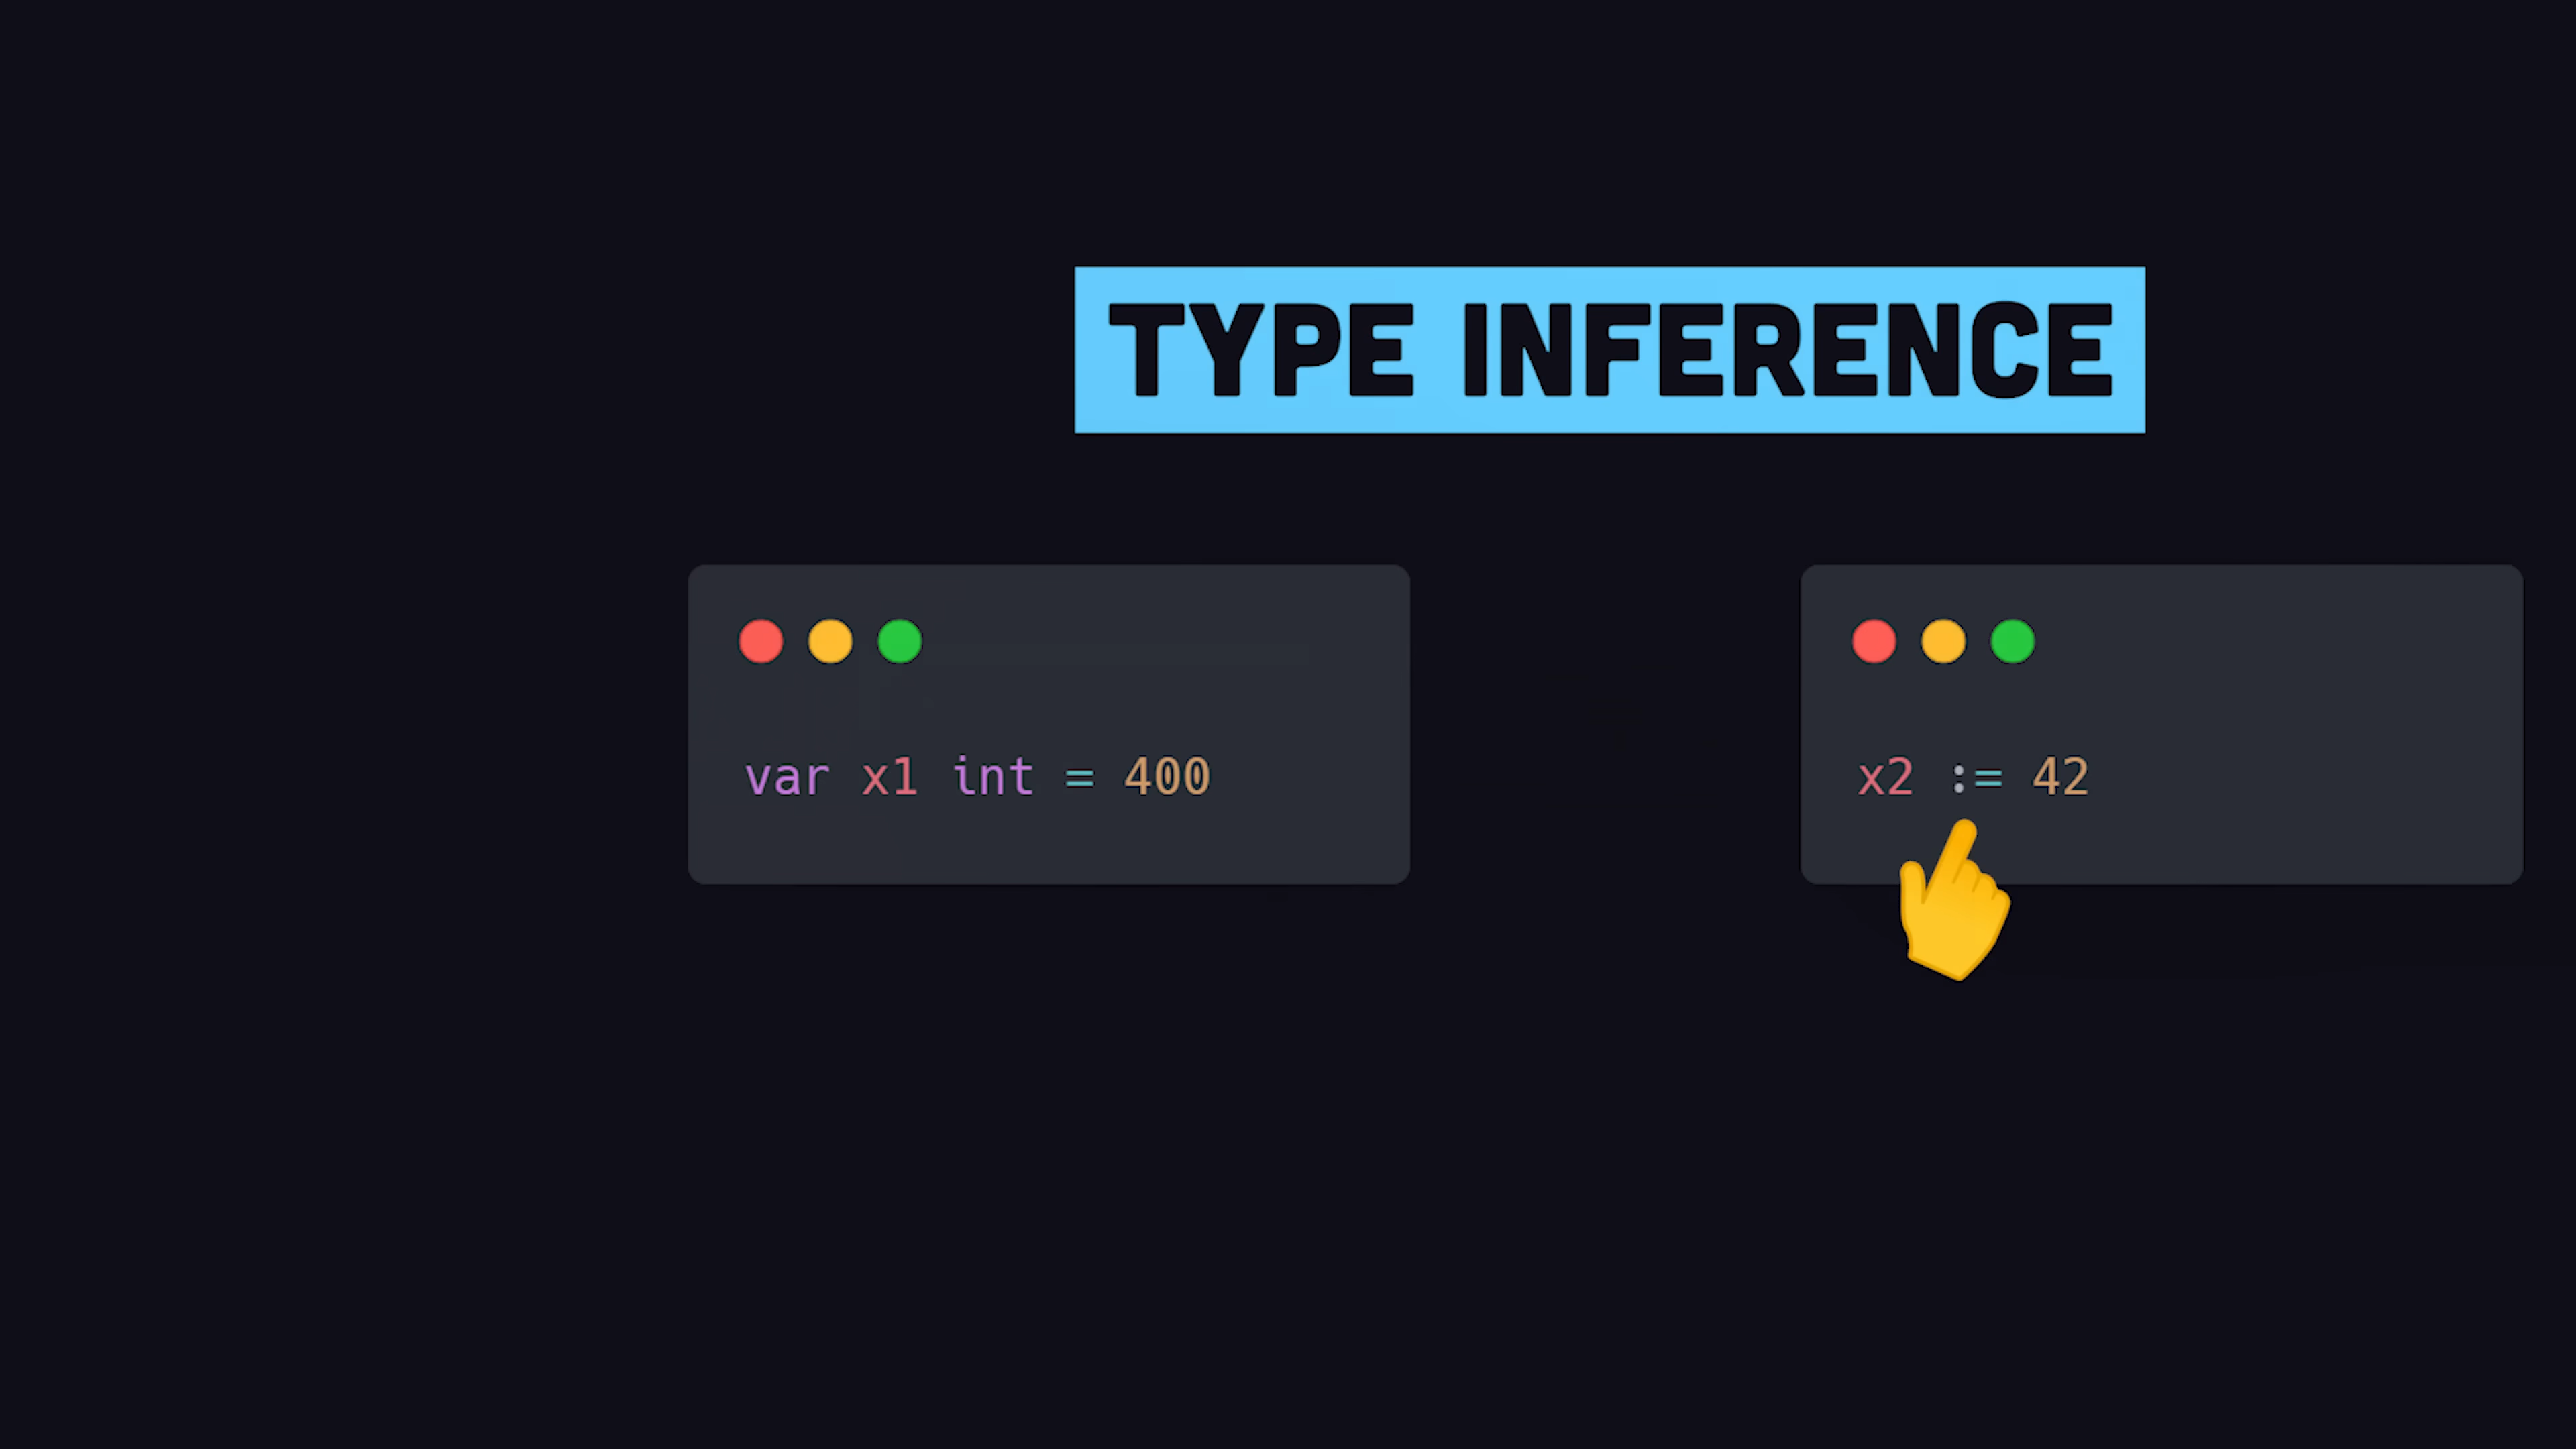 TYPE INFERENCE
var x1 int = 400
x2 := 42